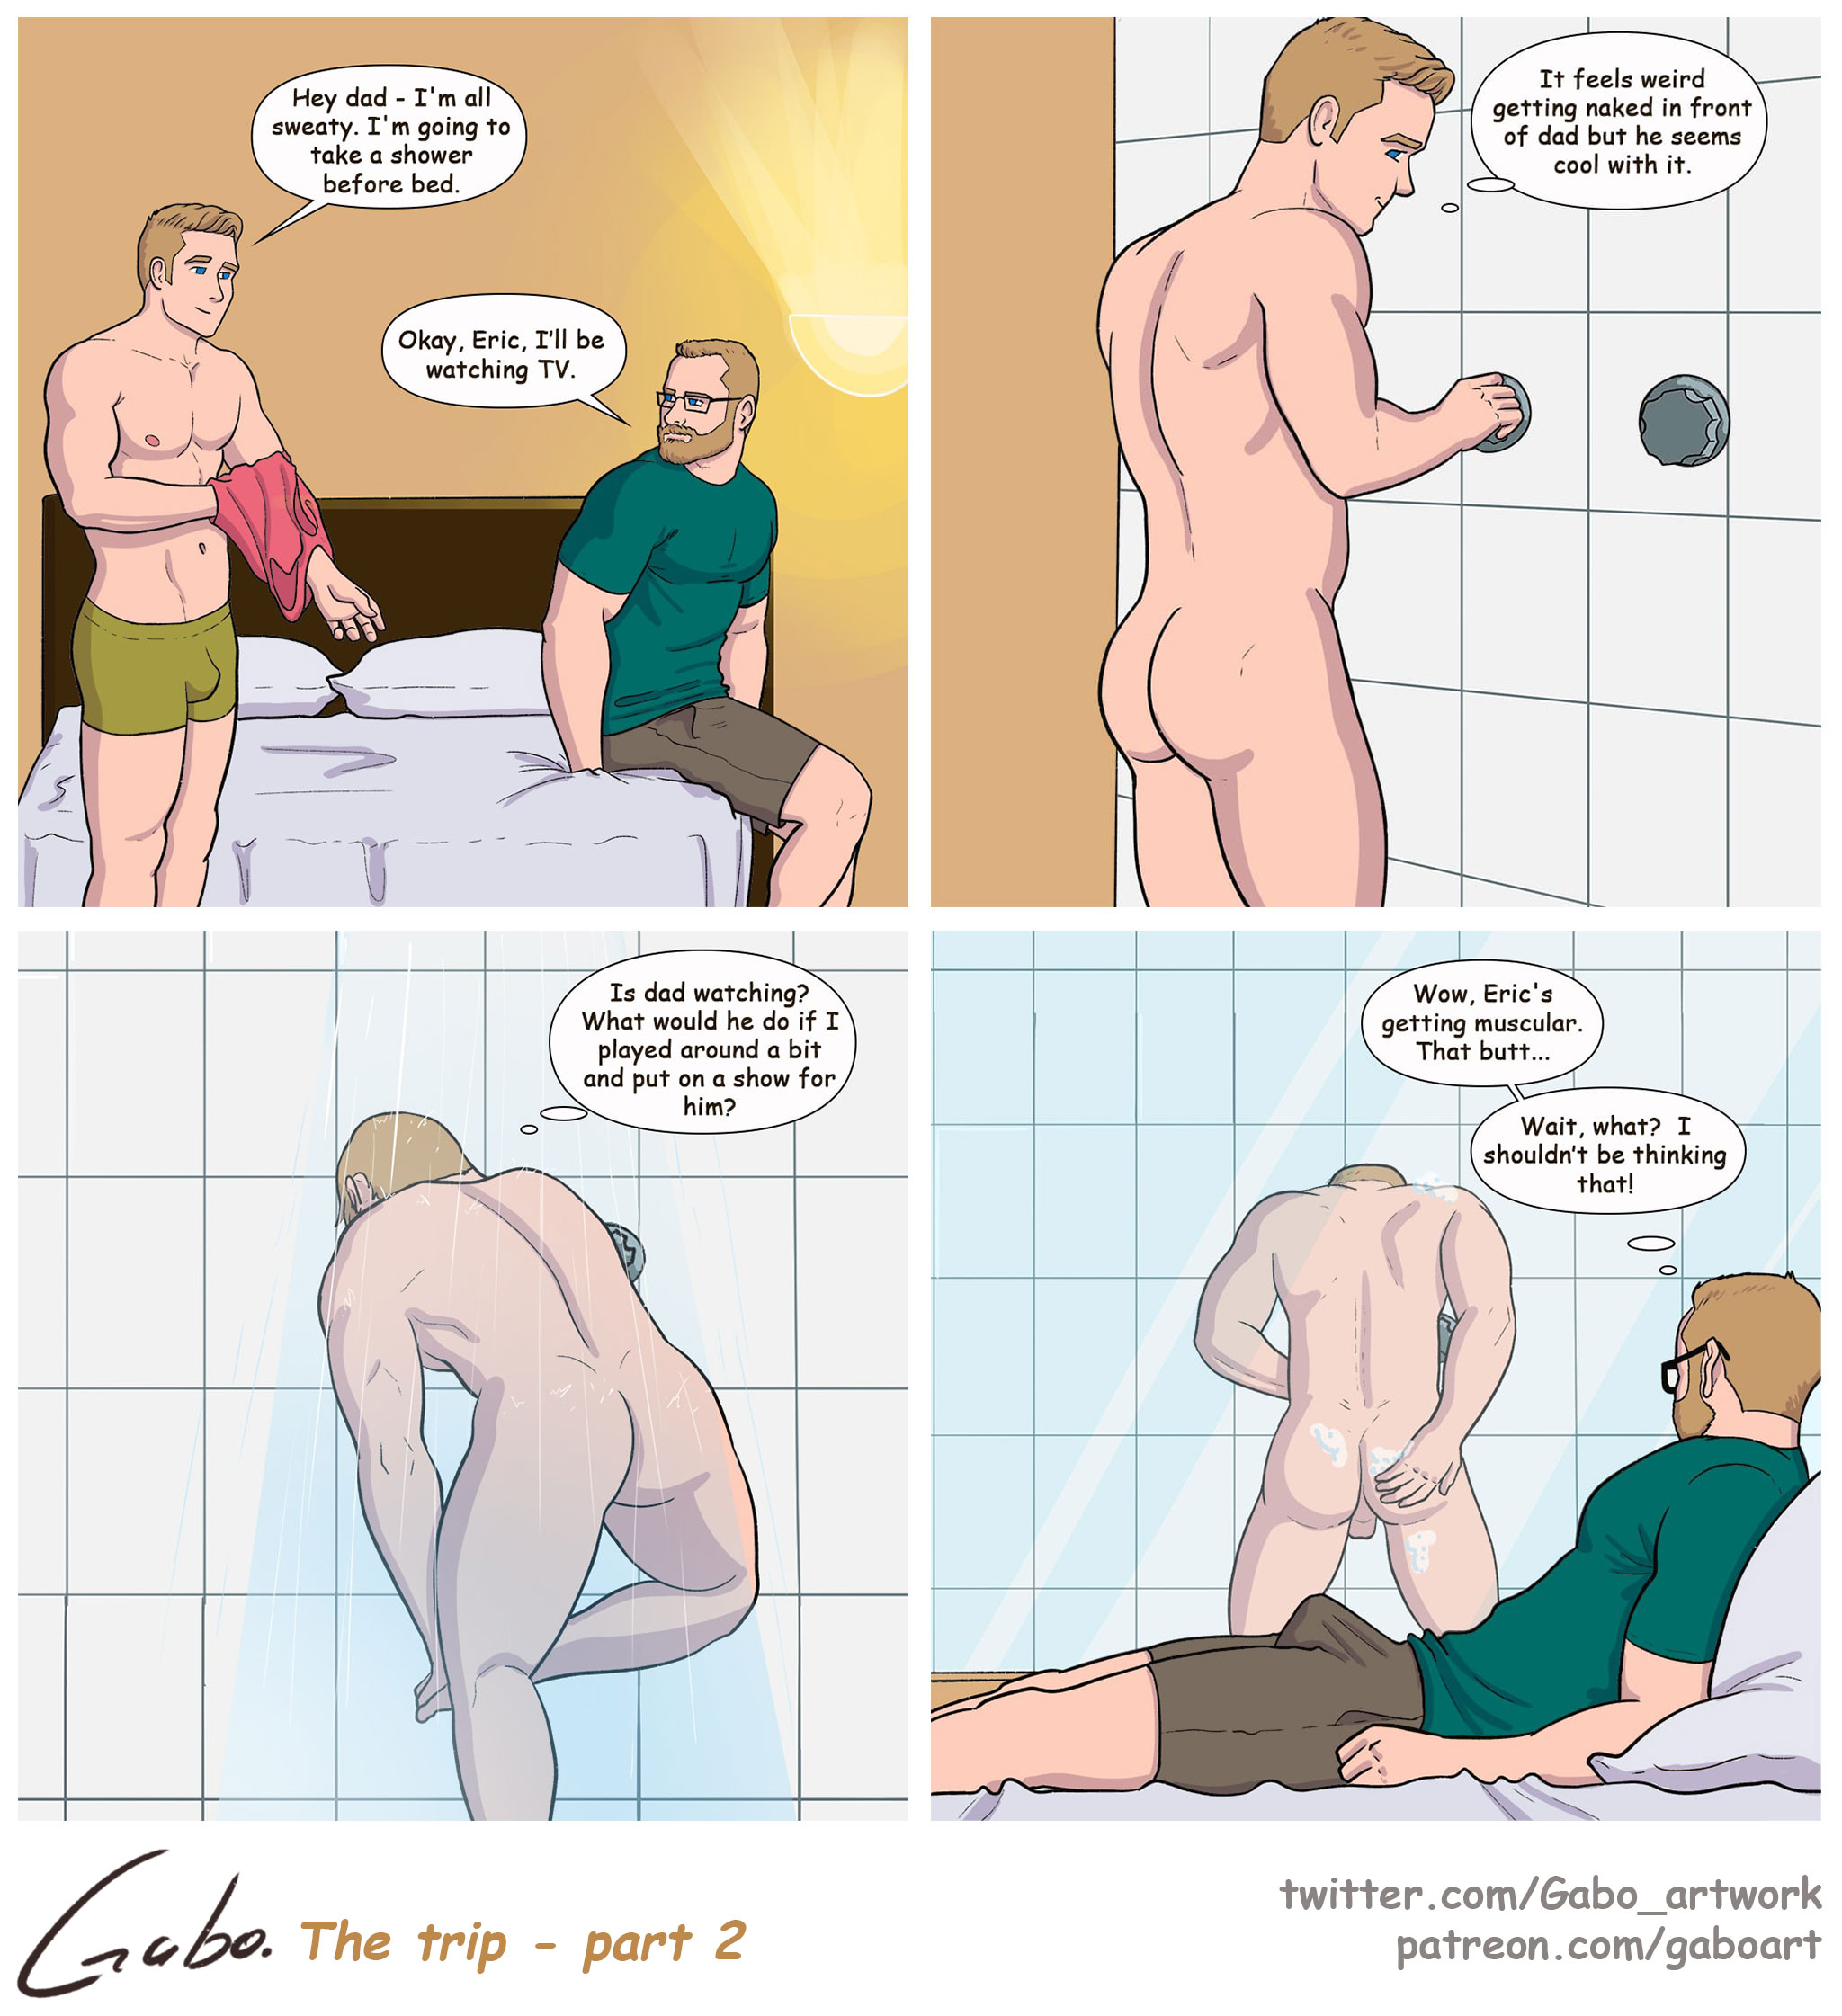 Hey dad - I'm all
sweaty. I'm going to
take a shower
before bed.
Okay, Eric, I'll be
watching TV.
It feels weird
getting naked in front
of dad but he seems
cool with it.
Is dad watching?
What would he do if I
played around a bit
and put on a show for
him?
Wow, Eric's
getting muscular.
That butt...
Wait, what? I
shouldn't be thinking
that!
Gabo. The trip - part 2
twitter.com/Gabo_artwork
patreon.com/gaboart